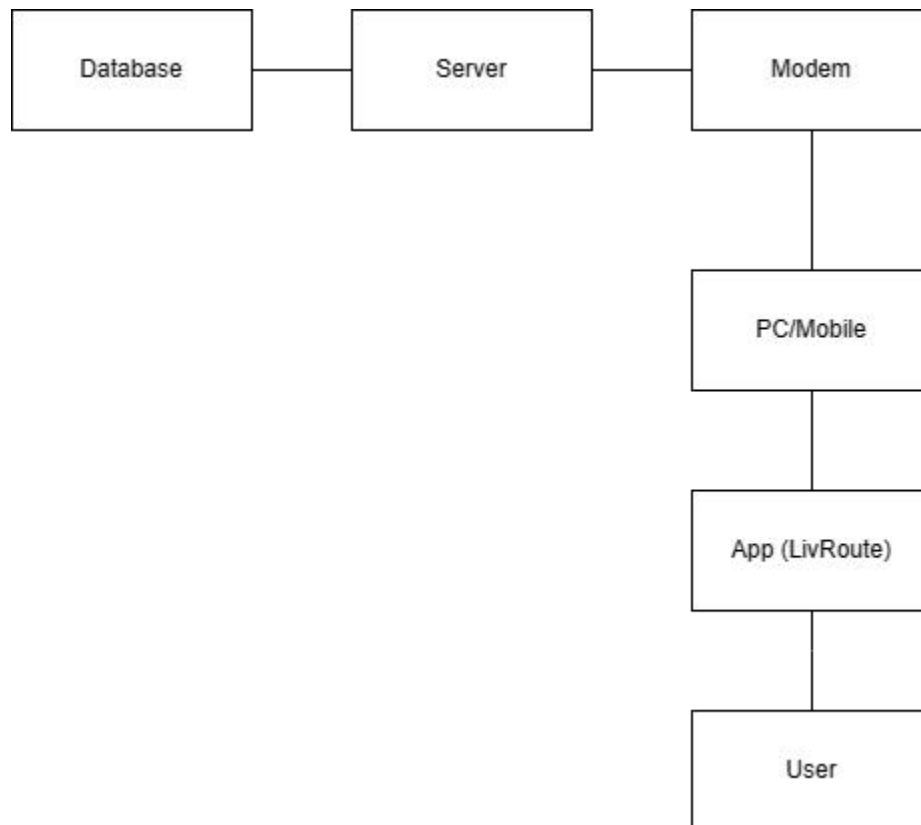 Database
Server
Modem
PC/Mobile
App (LivRoute)
User